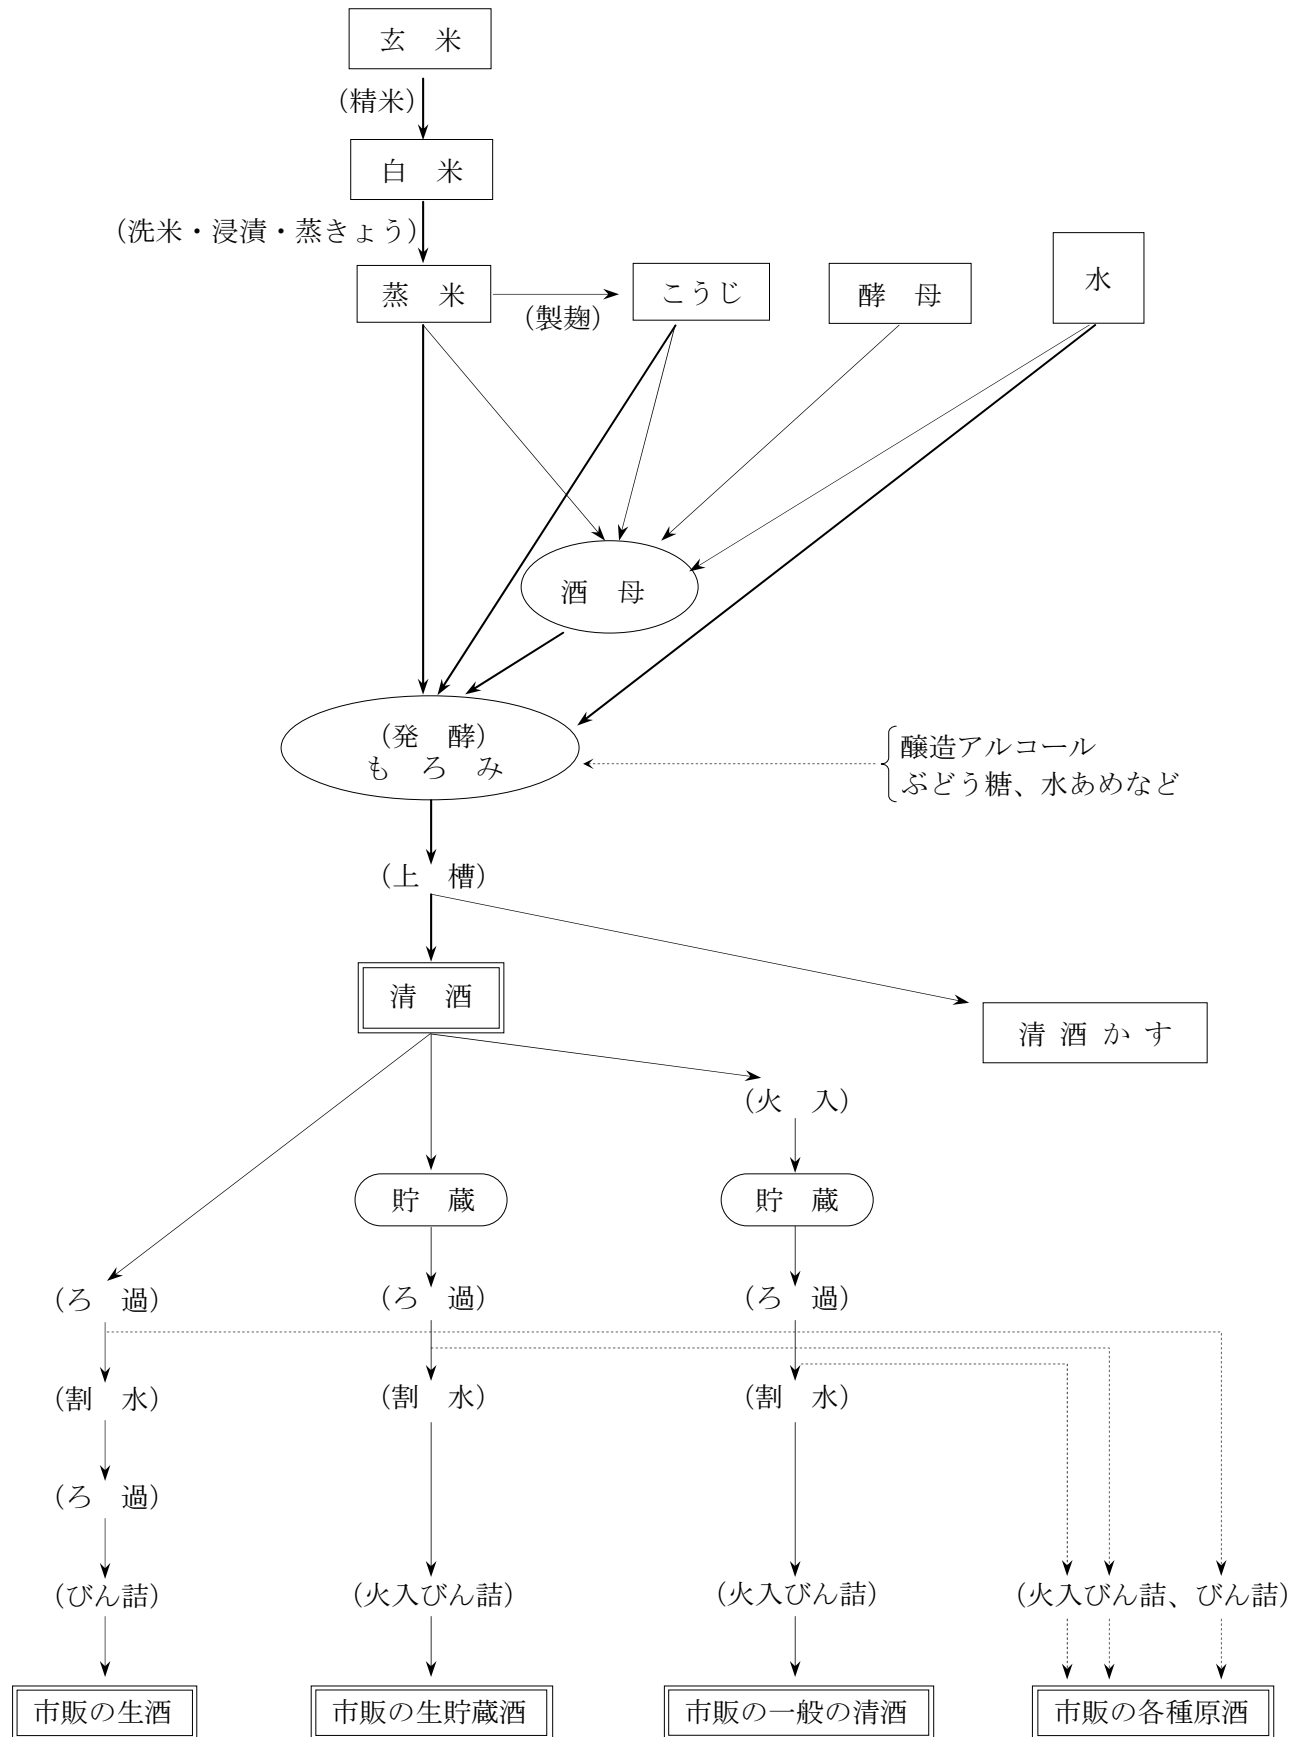 玄　米
（精米）
白　米
（洗米・浸漬・蒸きょう）
蒸　米
（製麹）
こうじ
酵　母
水
酒　母
（発　酵）
も　ろ　み
醸造アルコール
ぶどう糖、水あめなど
（上　槽）
清　酒
清 酒 か す
（火　入）
貯　蔵
貯　蔵
（ろ　過）
（ろ　過）
（ろ　過）
（割　水）
（割　水）
（割　水）
（ろ　過）
（びん詰）
（火入びん詰）
（火入びん詰）
（火入びん詰、びん詰）
市販の生酒
市販の生貯蔵酒
市販の一般の清酒
市販の各種原酒